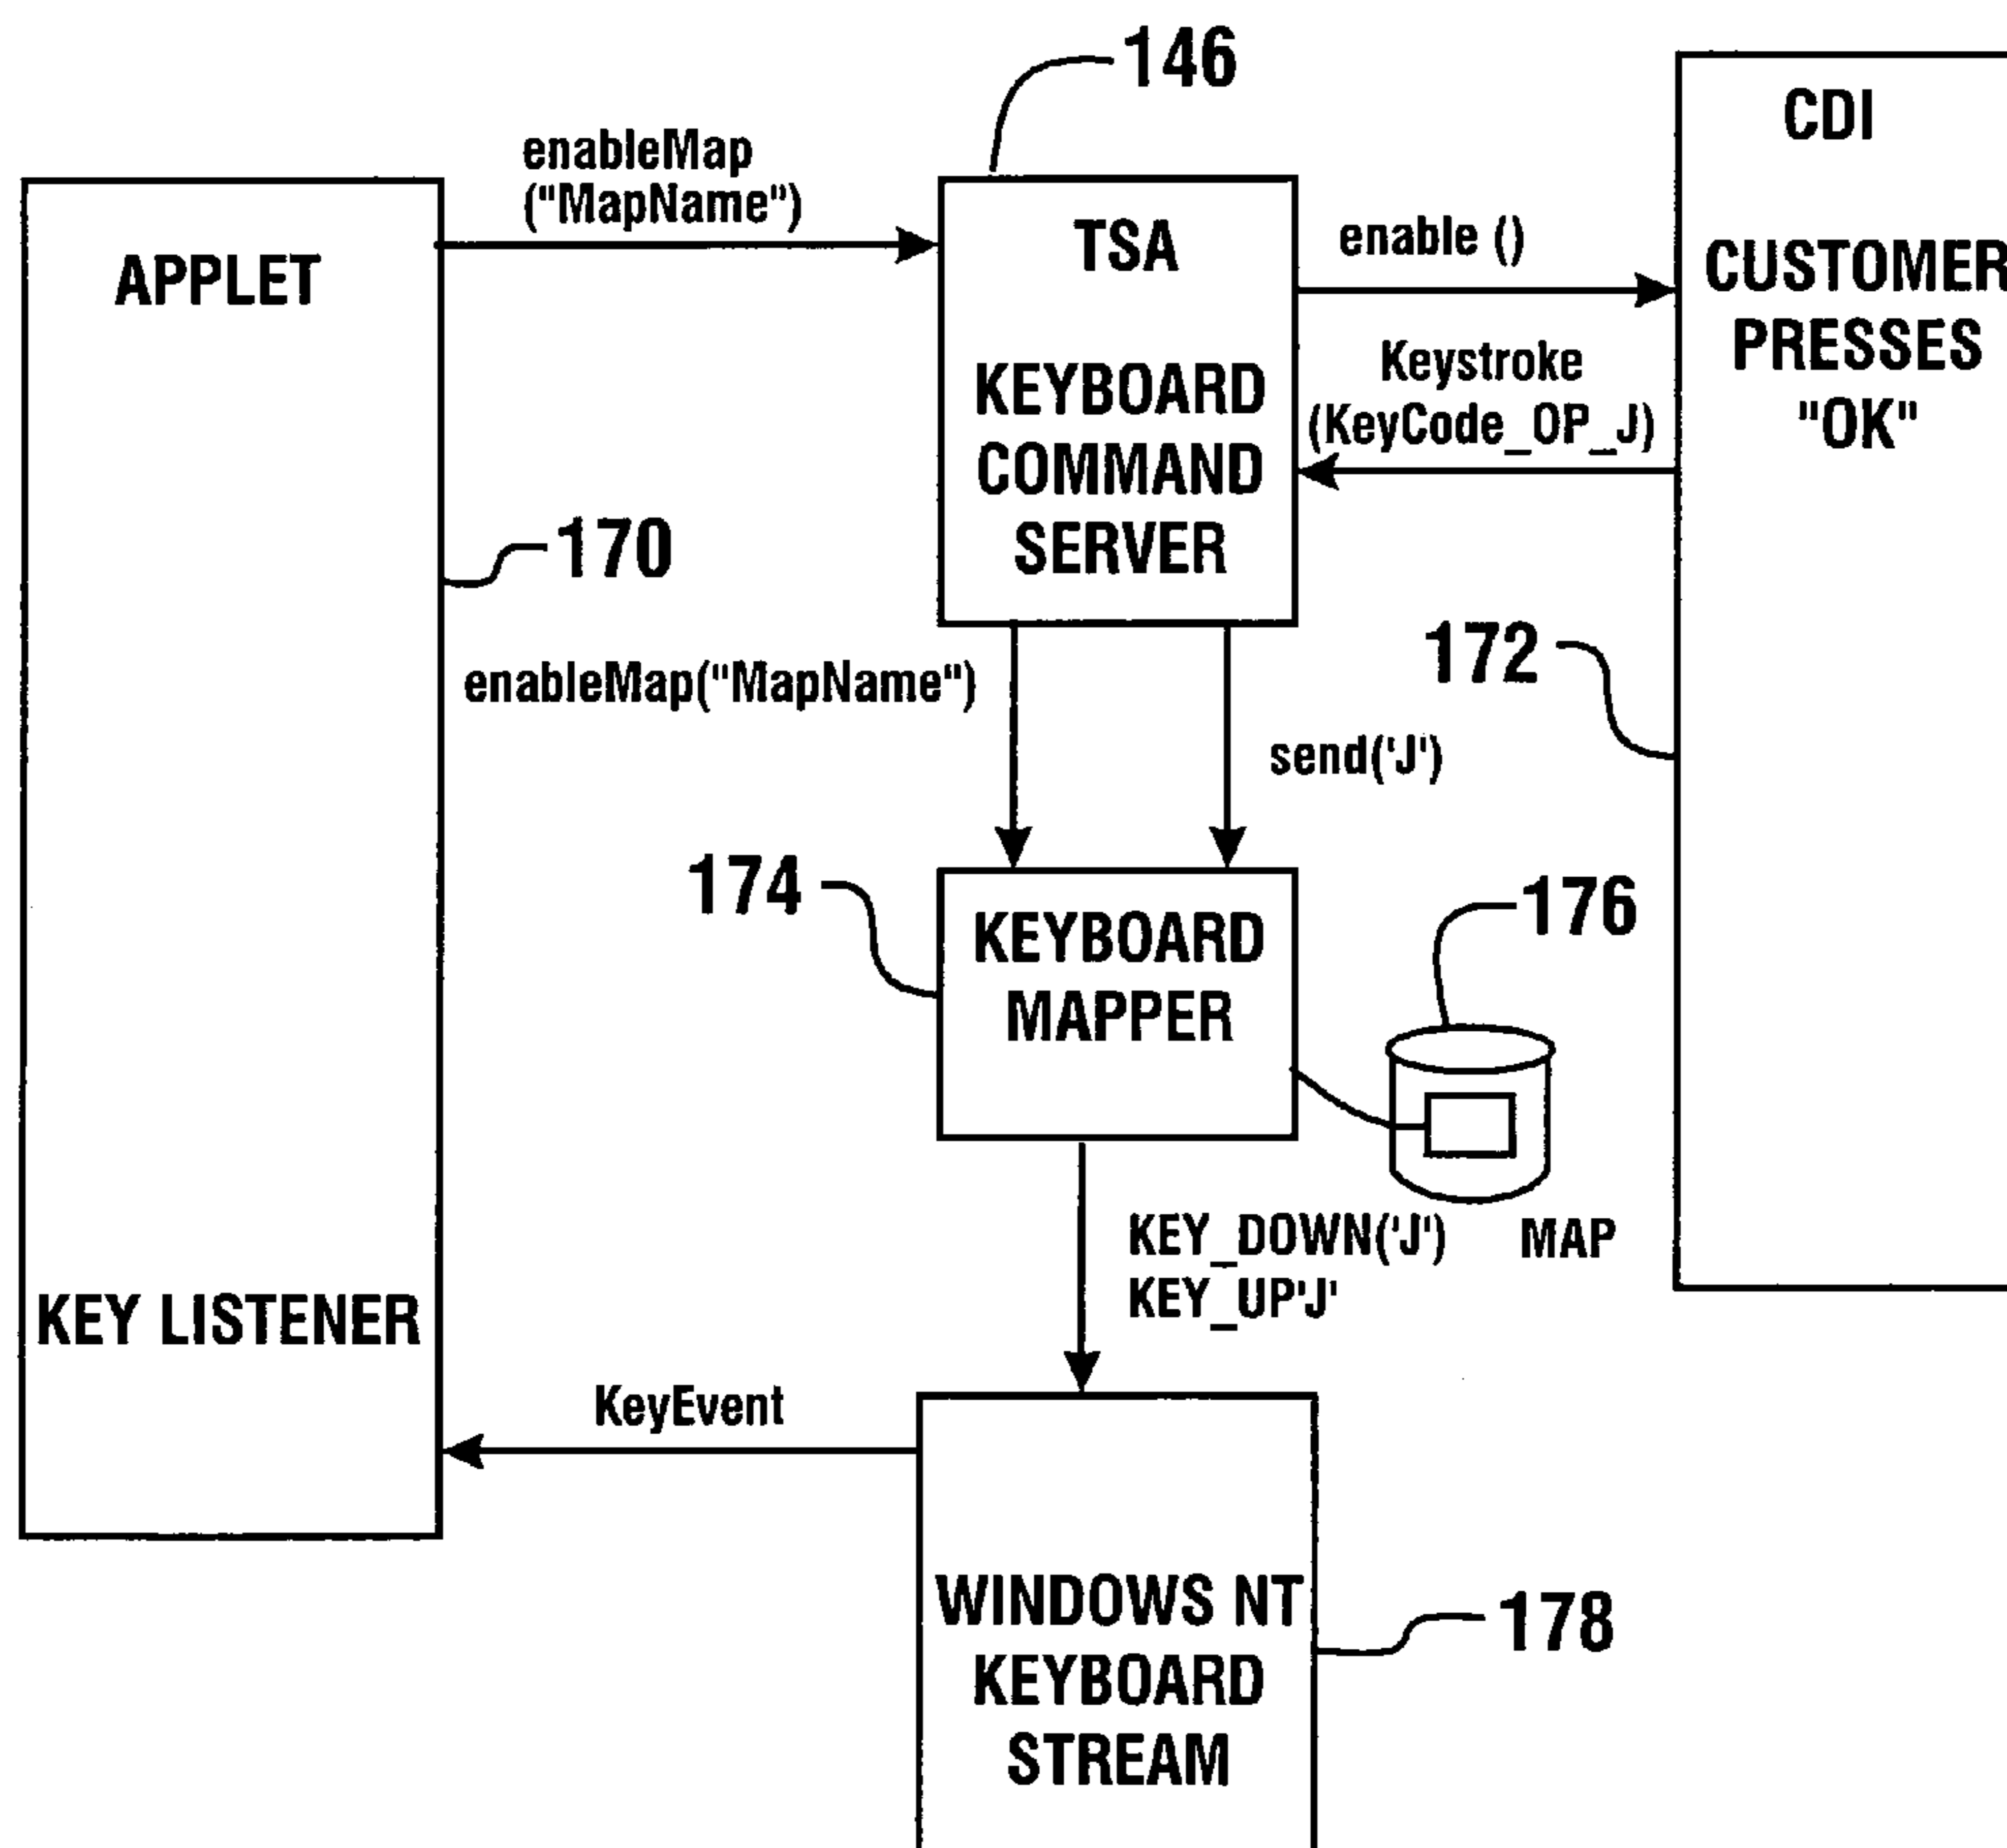 146
CDI
enableMap
("MapName")
APPLET
TSA
enable ()
CUSTOMER
PRESSES
"OK"
Keystroke
(KeyCode_OP_J)
KEYBOARD
COMMAND
SERVER
170
172
enableMap("MapName")
send('J')
174
176
KEYBOARD
MAPPER
KEY_DOWN('J')
KEY_UP'J'
MAP
KEY LISTENER
KeyEvent
WINDOWS NT
KEYBOARD
STREAM
178